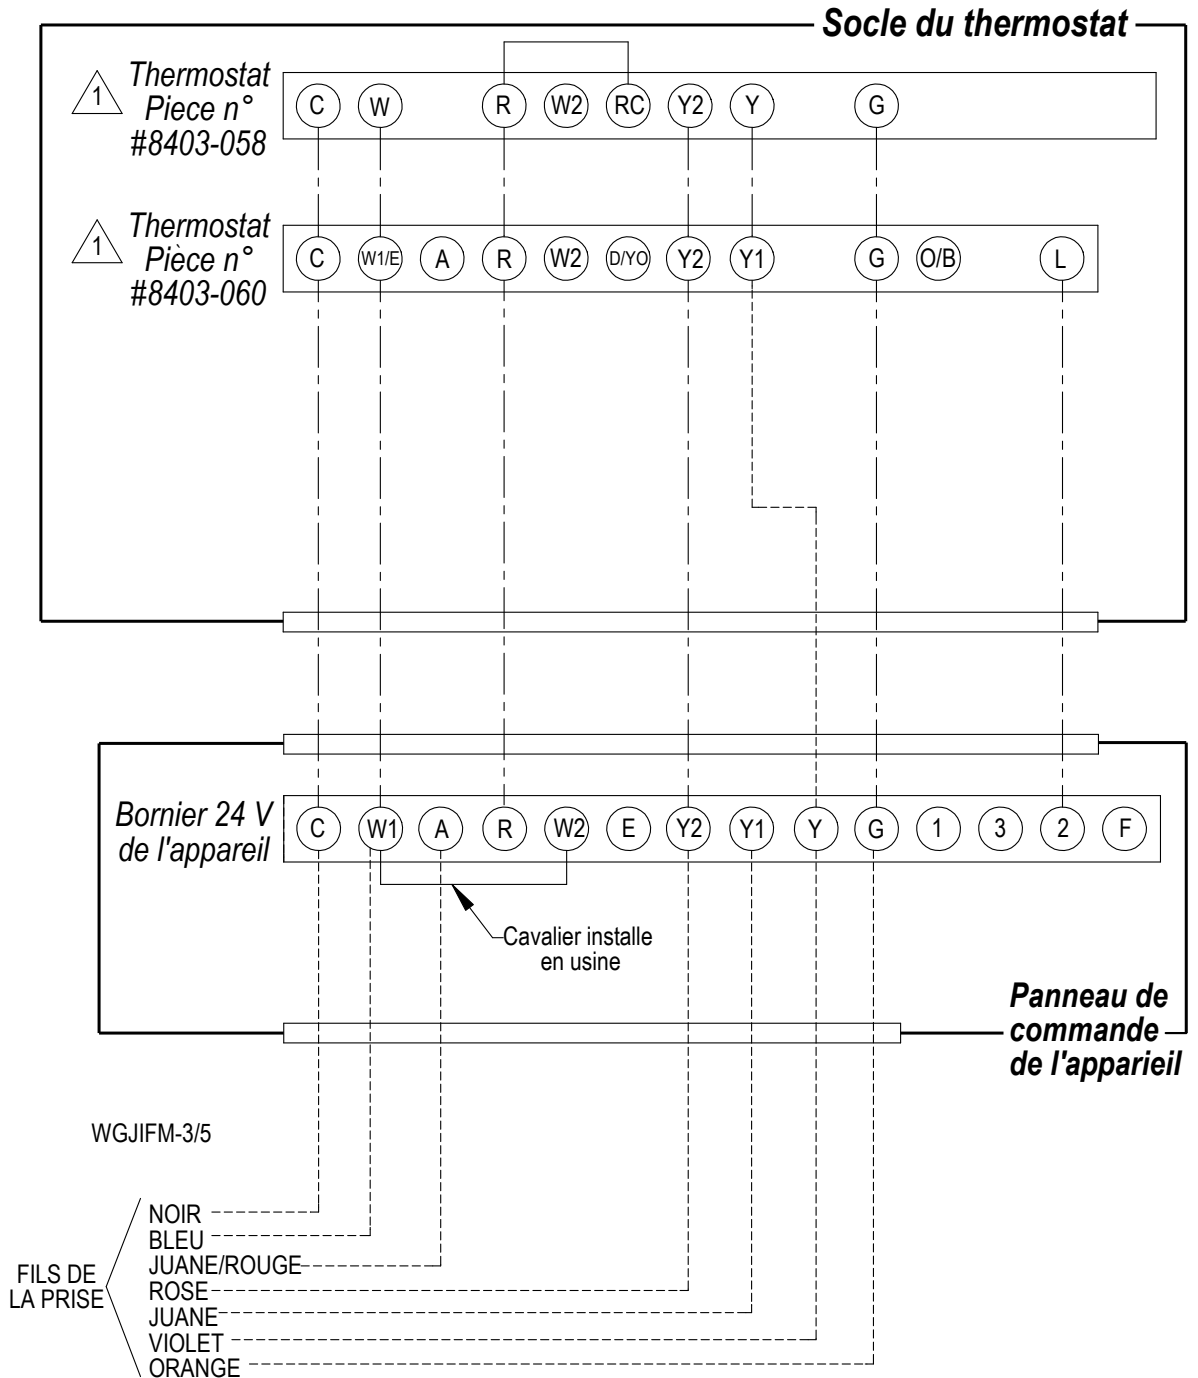 Socle du thermostat
1
Thermostat
Piece n°
#8403-058
C W R W2 RC Y2 Y G
1
Thermostat
Pièce n°
#8403-060
C W1/E A R W2 D/YO Y2 Y1 G O/B L
Bornier 24 V
de l'appareil
C W1 A R W2 E Y2 Y1 Y G 1 3 2 F
Cavalier installe
en usine
Panneau de
commande
de l'apparieil
WGJIFM-3/5
FILS DE
LA PRISE
NOIR
BLEU
JUANE/ROUGE
ROSE
JUANE
VIOLET
ORANGE